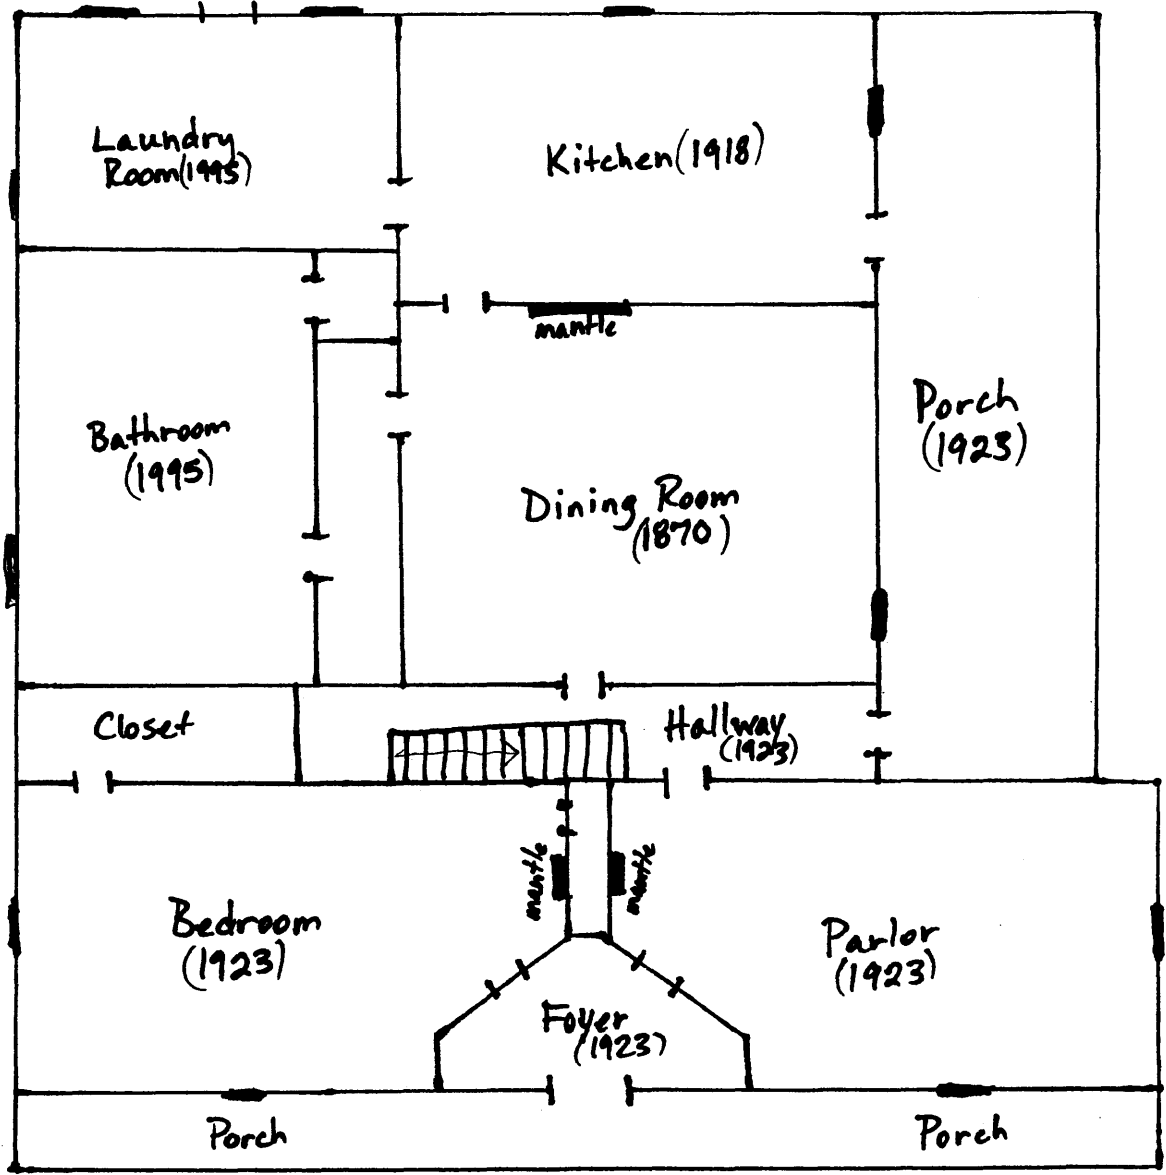 Laundry
Room(1995)
Kitchen(1918)
mantle
Porch
(1923)
Bathroom
(1995)
Dining Room
(1870)
Closet
Hallway
(1923)
mantle
mantle
Bedroom
(1923)
Parlor
(1923)
Foyer
(1923)
Porch
Porch